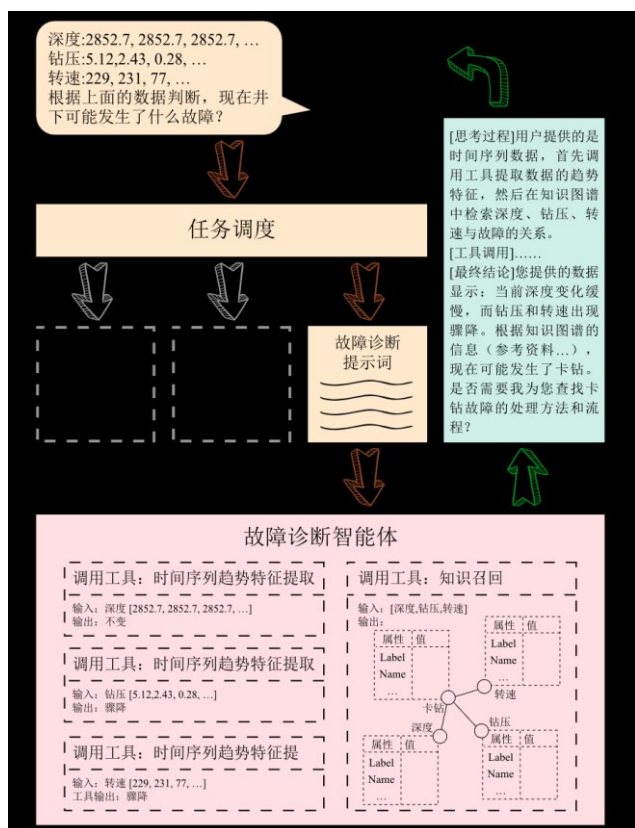 深度:2852.7, 2852.7, 2852.7, …
钻压:5.12,2.43, 0.28, …
转速:229, 231, 77, …
根据上面的数据判断，现在井
下可能发生了什么故障？
任务调度
故障诊断
提示词
[思考过程]用户提供的是
时间序列数据，首先调
用工具提取数据的趋势
特征，然后在知识图谱
中检索深度、钻压、转
速与故障的关系。
[工具调用]……
[最终结论]您提供的数据
显示：当前深度变化缓
慢，而钻压和转速出现
骤降。根据知识图谱的
信息（参考资料…），
现在可能发生了卡钻。
是否需要我为您查找卡
钻故障的处理方法和流
程？
故障诊断智能体
调用工具：时间序列趋势特征提取
输入：深度 [2852.7, 2852.7, 2852.7, …]
输出：不变
调用工具：时间序列趋势特征提取
输入：钻压 [5.12,2.43, 0.28, …]
输出：骤降
调用工具：时间序列趋势特征提
输入：转速 [229, 231, 77, …]
工具输出：骤降
调用工具：知识召回
输入：[深度,钻压,转速]
输出：
属性 值
Label
Name
…
属性 值
Label
Name
…
转速
卡钻
深度
钻压
属性 值
Label
Name
…
属性 值
Label
Name
…